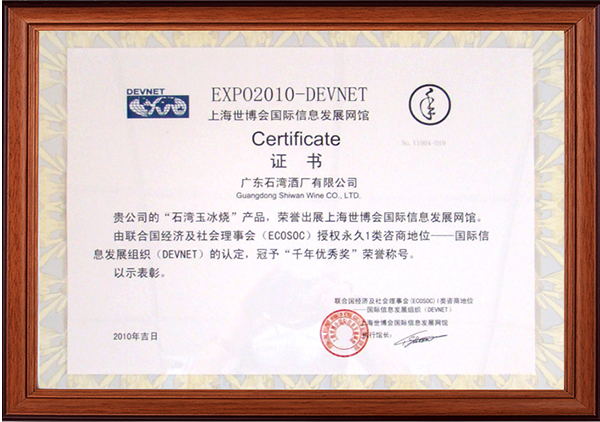 DEVNET
EXPO2010-DEVNET
上海世博会国际信息发展网馆
Certificate
证 书
广东石湾酒厂有限公司
Guangdong Shiwan Wine CO., LTD.
贵公司的“石湾玉冰烧”产品，荣誉出展上海世博会国际信息发展网馆。
由联合国经济及社会理事会（ECOSOC）授权永久1类咨商地位——国际信
息发展组织（DEVNET）的认定，冠予“千年优秀奖”荣誉称号。
以示表彰。
联合国经济及社会理事会(ECOSOC)1类咨商地位
——国际信息发展组织（DEVNET）
上海世博会国际信息发展网馆
执行馆长：
2010年吉日